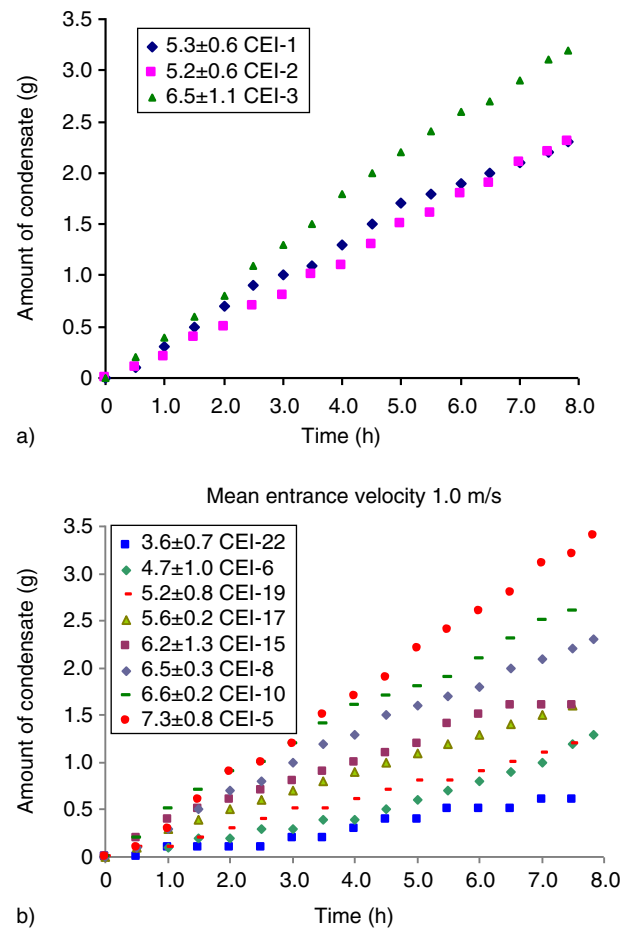 5.3±0.6 CEI-1
5.2±0.6 CEI-2
6.5±1.1 CEI-3
Amount of condensate (g)
3.5
3.0
2.5
2.0
1.5
1.0
0.5
0
0 1.0 2.0 3.0 4.0 5.0 6.0 7.0 8.0
Time (h)
a)
Mean entrance velocity 1.0 m/s
3.6±0.7 CEI-22
4.7±1.0 CEI-6
5.2±0.8 CEI-19
5.6±0.2 CEI-17
6.2±1.3 CEI-15
6.5±0.3 CEI-8
6.6±0.2 CEI-10
7.3±0.8 CEI-5
Amount of condensate (g)
3.5
3.0
2.5
2.0
1.5
1.0
0.5
0
0 1.0 2.0 3.0 4.0 5.0 6.0 7.0 8.0
Time (h)
b)